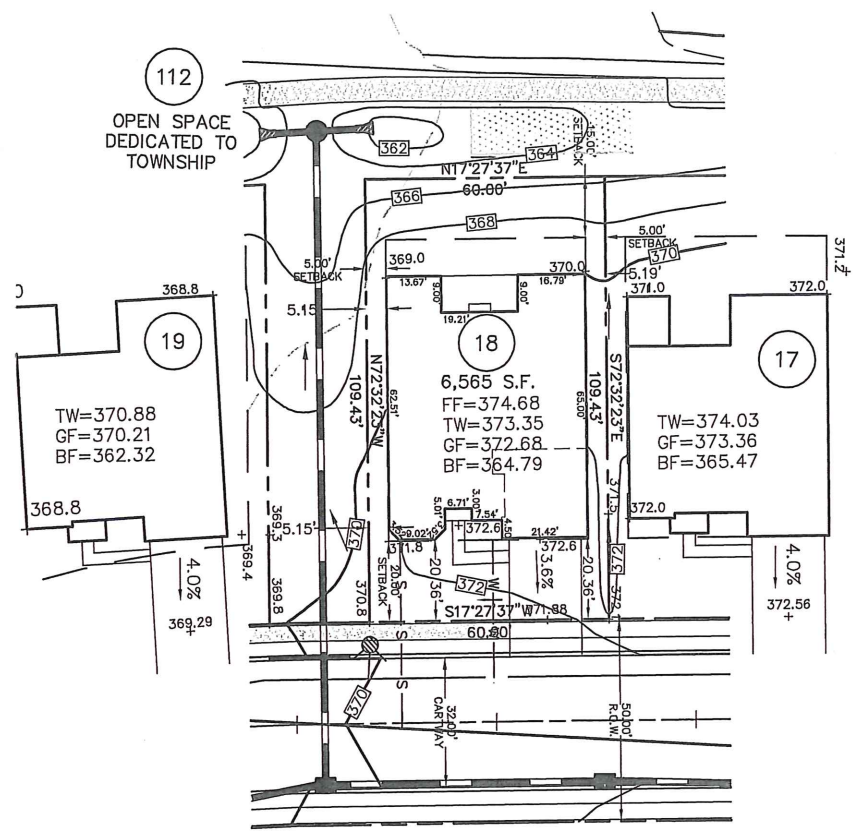 112
OPEN SPACE
DEDICATED TO
TOWNSHIP
362
364
15.00'
SETBACK
N17°27'37"E
60.00'
366
368
5.00'
SETBACK
370
371.2
+
5.00'
SETBACK
369.0
370.0
5.19'
13.67'
16.79'
9.00'
9.00'
19.21'
371.0
372.0
368.8
5.15'
19
18
17
6,565 S.F.
FF=374.68
TW=373.35
GF=372.68
BF=364.79
TW=370.88
GF=370.21
BF=362.32
TW=374.03
GF=373.36
BF=365.47
N72°32'23"W
109.43'
62.51'
65.00'
109.43'
S72°32'23"E
368.8
372.0
371.5
369.3
369.4
5.15'
370
5.01'
6.71'
3.00'
7.54'
4.50'
9.02'
372.6
21.42'
371.8
372.6
372
372
4.0%
369.29
369.8
370.8
SETBACK
20.80'
20.36'
3.6%
20.36'
4.0%
372.56
S
W
S17°27'37"W
371.88
60.00'
S
S
370
32.00'
CARTWAY
50.00'
R.O.W.